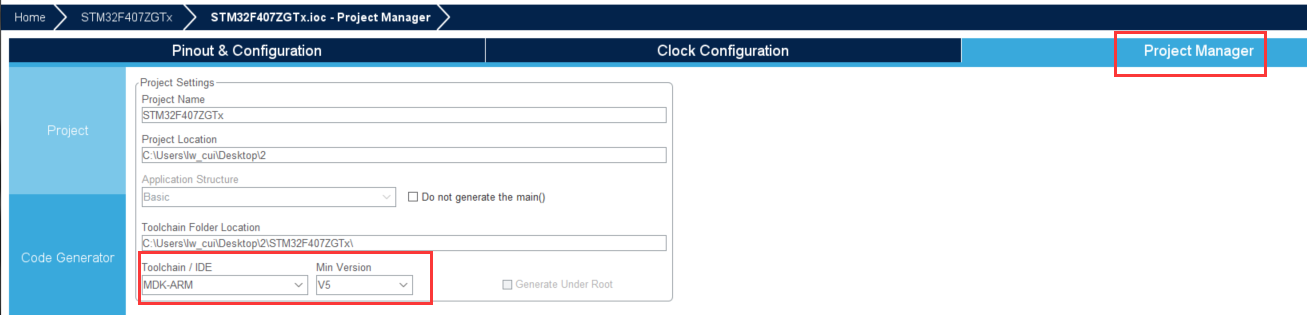 Home STM32F407ZGTx STM32F407ZGTx.ioc - Project Manager
Pinout & Configuration Clock Configuration Project Manager
Project
Code Generator
Project Settings
Project Name
STM32F407ZGTx
Project Location
C:\Users\lw_cui\Desktop\2
Application Structure
Basic Do not generate the main()
Toolchain Folder Location
C:\Users\lw_cui\Desktop\2\STM32F407ZGTx\
Toolchain / IDE Min Version
MDK-ARM V5 Generate Under Root